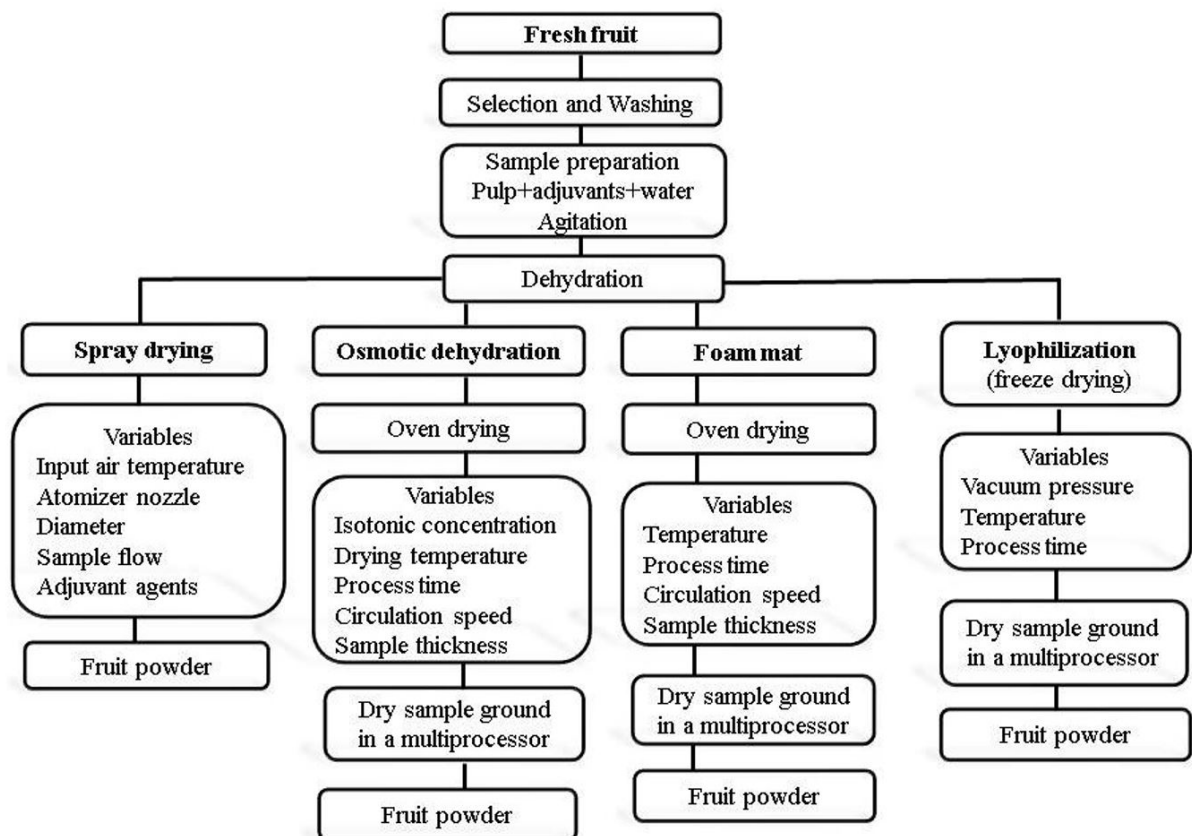 Fresh fruit
Selection and Washing
Sample preparation
Pulp+adjuvants+water
Agitation
Dehydration
Spray drying
Variables
Input air temperature
Atomizer nozzle
Diameter
Sample flow
Adjuvant agents
Fruit powder
Osmotic dehydration
Oven drying
Variables
Isotonic concentration
Drying temperature
Process time
Circulation speed
Sample thickness
Dry sample ground
in a multiprocessor
Fruit powder
Foam mat
Oven drying
Variables
Temperature
Process time
Circulation speed
Sample thickness
Dry sample ground
in a multiprocessor
Fruit powder
Lyophilization
(freeze drying)
Variables
Vacuum pressure
Temperature
Process time
Dry sample ground
in a multiprocessor
Fruit powder